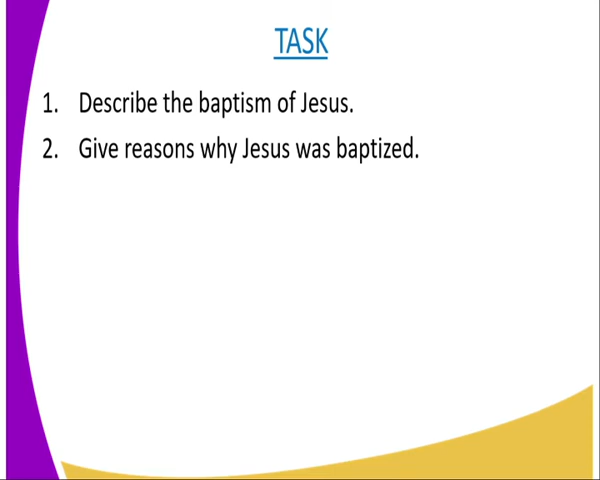 TASK
1. Describe the baptism of Jesus.
2. Give reasons why Jesus was baptized.